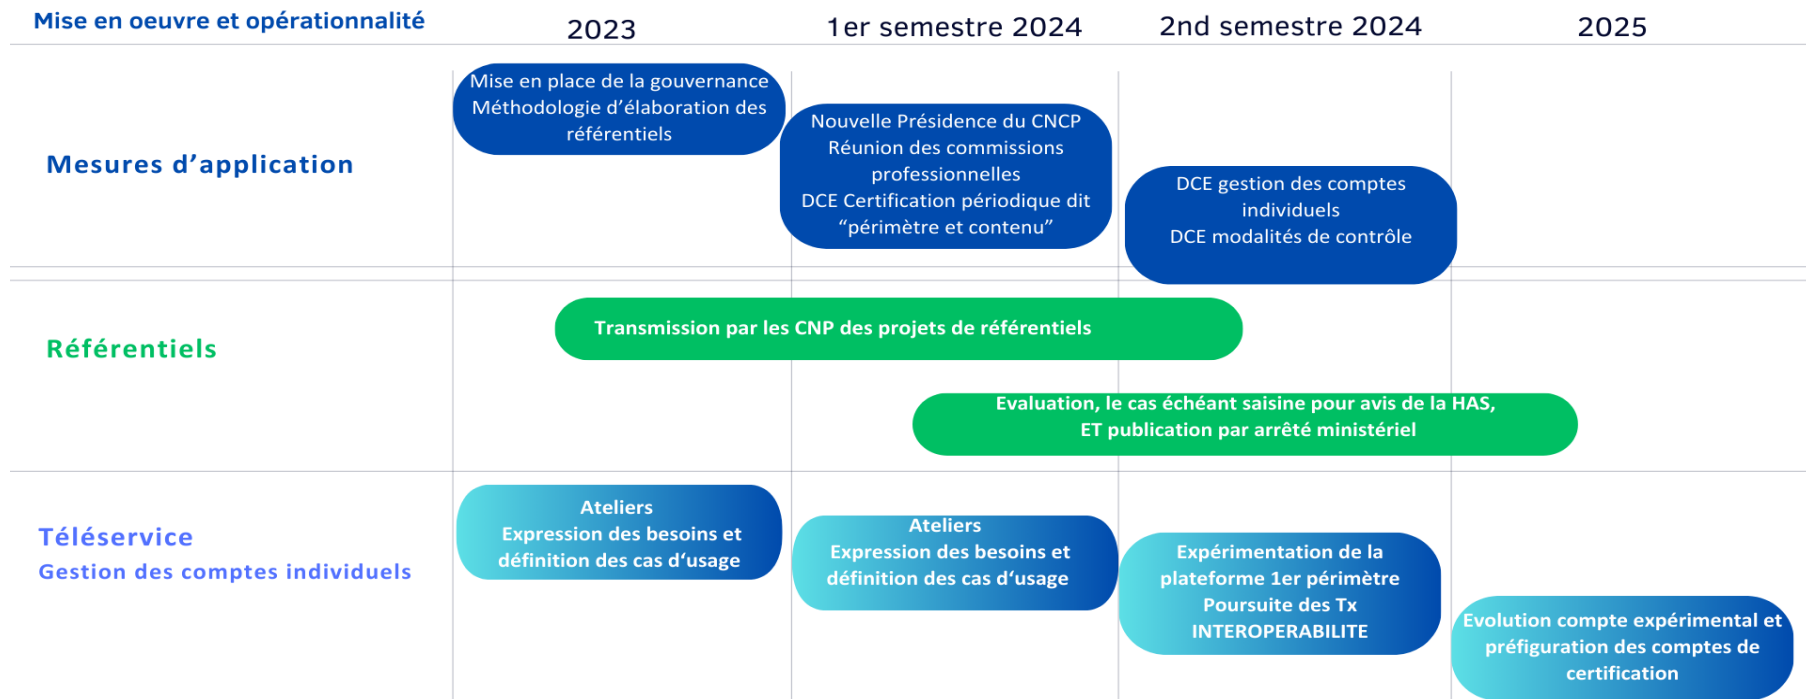 Mise en oeuvre et opérationnalité
2023
1er semestre 2024
2nd semestre 2024
2025
Mesures d’application
Mise en place de la gouvernance
Méthodologie d’élaboration des
référentiels
Nouvelle Présidence du CNCP
Réunion des commissions
professionnelles
DCE Certification périodique dit
“périmètre et contenu”
DCE gestion des comptes
individuels
DCE modalités de contrôle
Référentiels
Transmission par les CNP des projets de référentiels
Evaluation, le cas échéant saisine pour avis de la HAS,
ET publication par arrêté ministériel
Téléservice
Gestion des comptes individuels
Ateliers
Expression des besoins et
définition des cas d‘usage
Ateliers
Expression des besoins et
définition des cas d‘usage
Expérimentation de la
plateforme 1er périmètre
Poursuite des Tx
INTEROPERABILITE
Evolution compte expérimental et
préfiguration des comptes de
certification